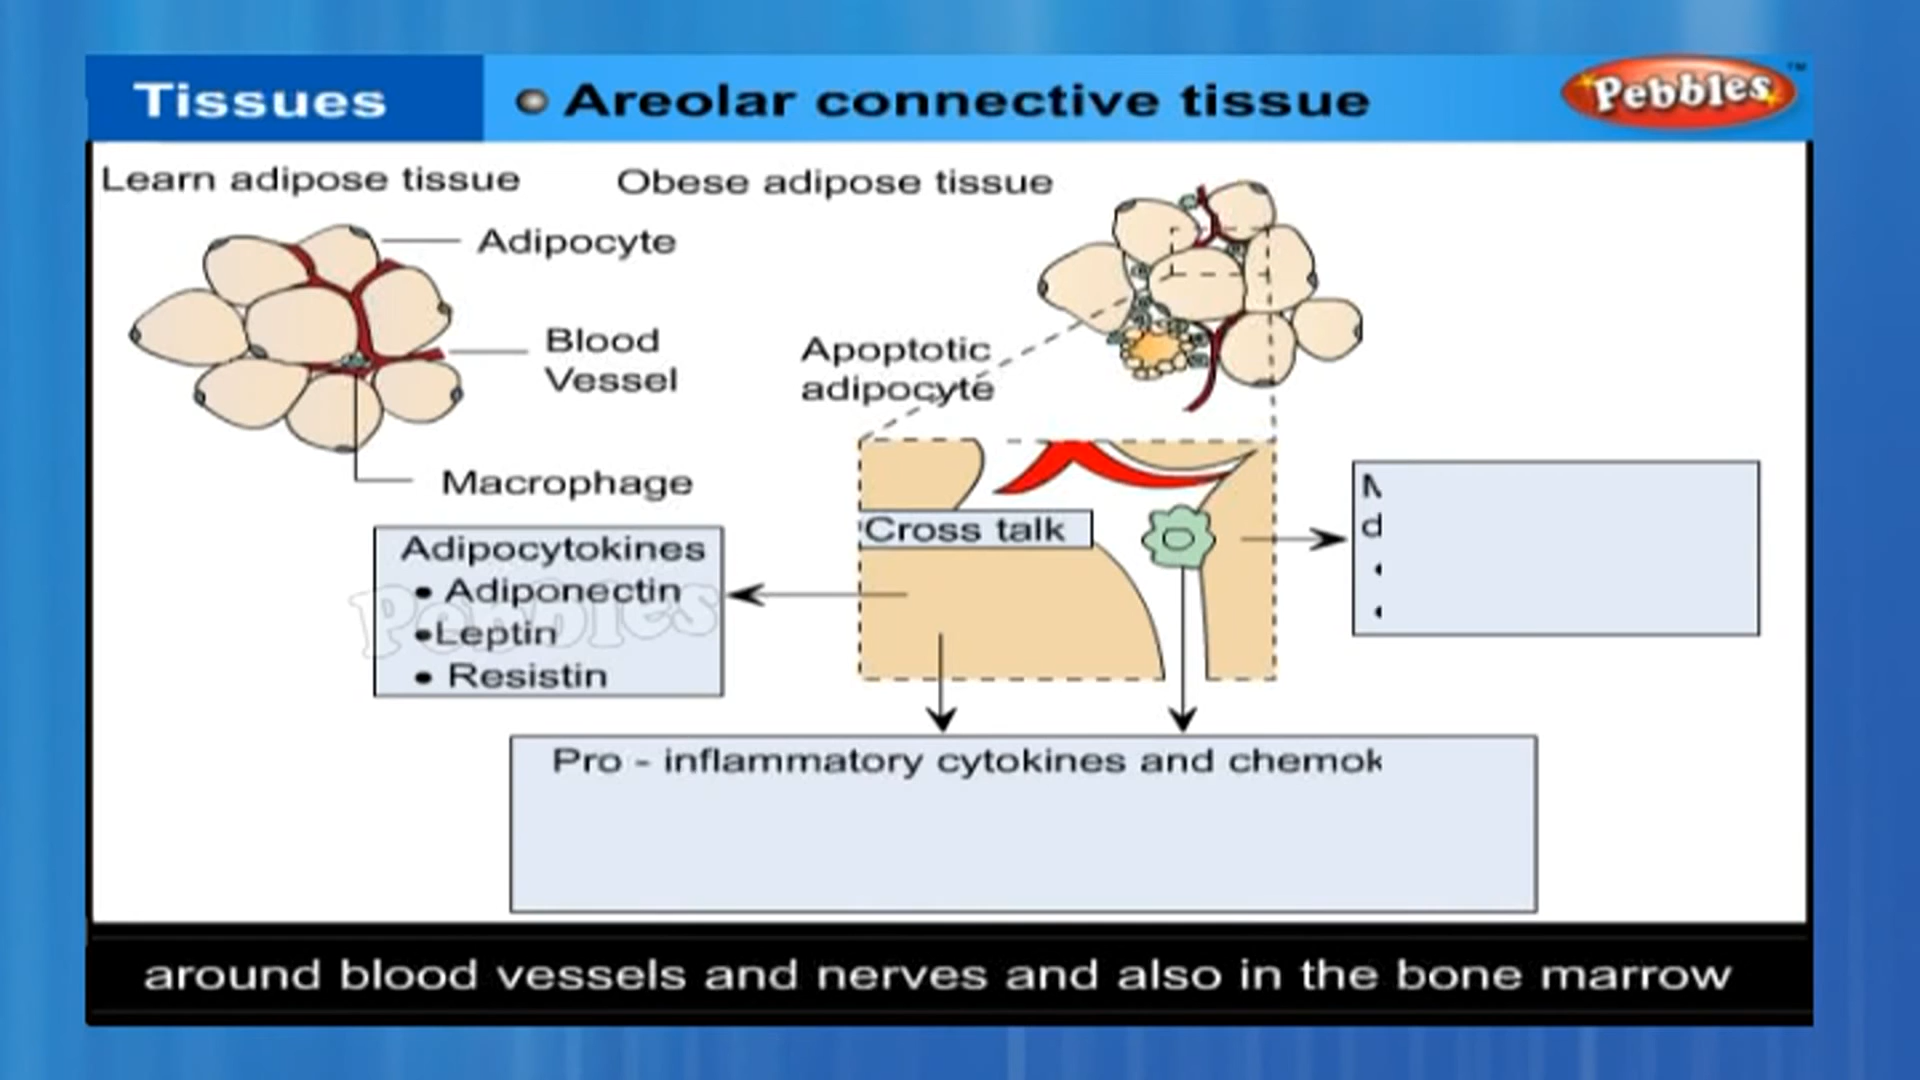 Tissues
Areolar connective tissue
Pebbles
TM
Learn adipose tissue
Obese adipose tissue
Adipocyte
Blood
Vessel
Apoptotic
adipocyte
Macrophage
Cross talk
Adipocytokines
• Adiponectin
•Leptin
• Resistin
Pebbles
Pro - inflammatory cytokines and
around blood vessels and nerves and also in the bone marrow